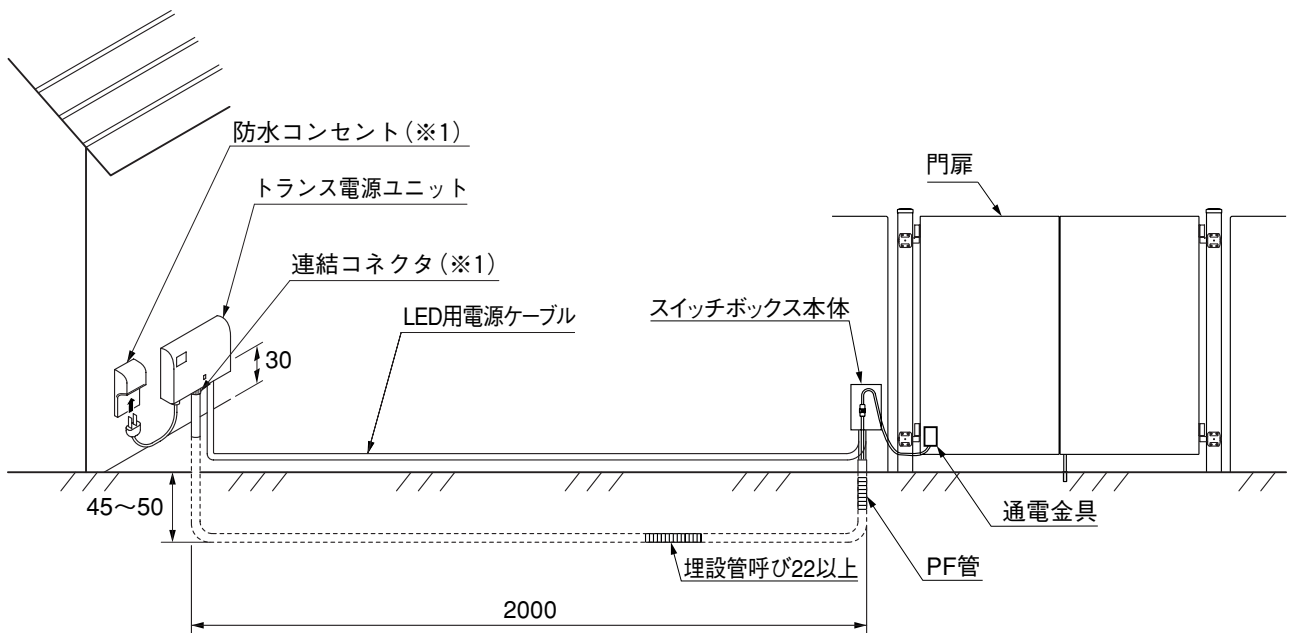 防水コンセント(※1)
トランス電源ユニット
連結コネクタ(※1)
LED用電源ケーブル
スイッチボックス本体
門扉
30
45〜50
通電金具
埋設管呼び22以上
PF管
2000